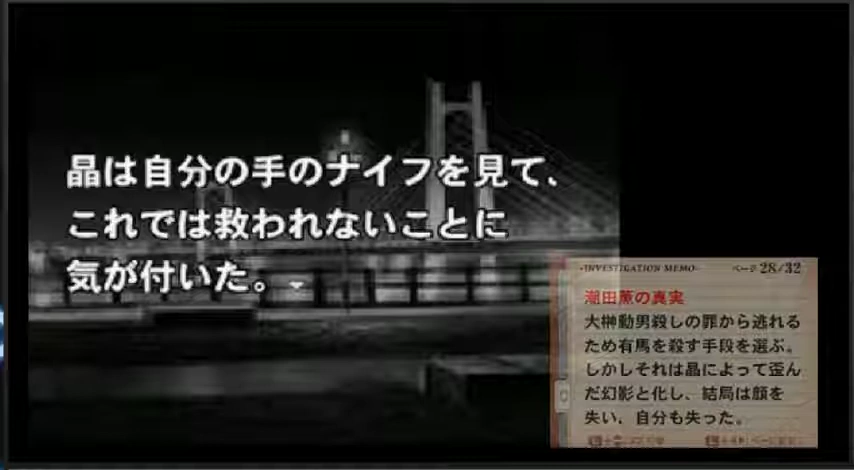 晶は自分の手のナイフを見て、
これでは救われないことに
気が付いた。
-INVESTIGATION MEMO-
ページ 28/32
潮田薫の真実
大榊動男殺しの罪から逃れる
ため有馬を殺す手段を選ぶ。
しかしそれは晶によって歪ん
だ幻影と化し、結局は顔を
失い、自分も失った。